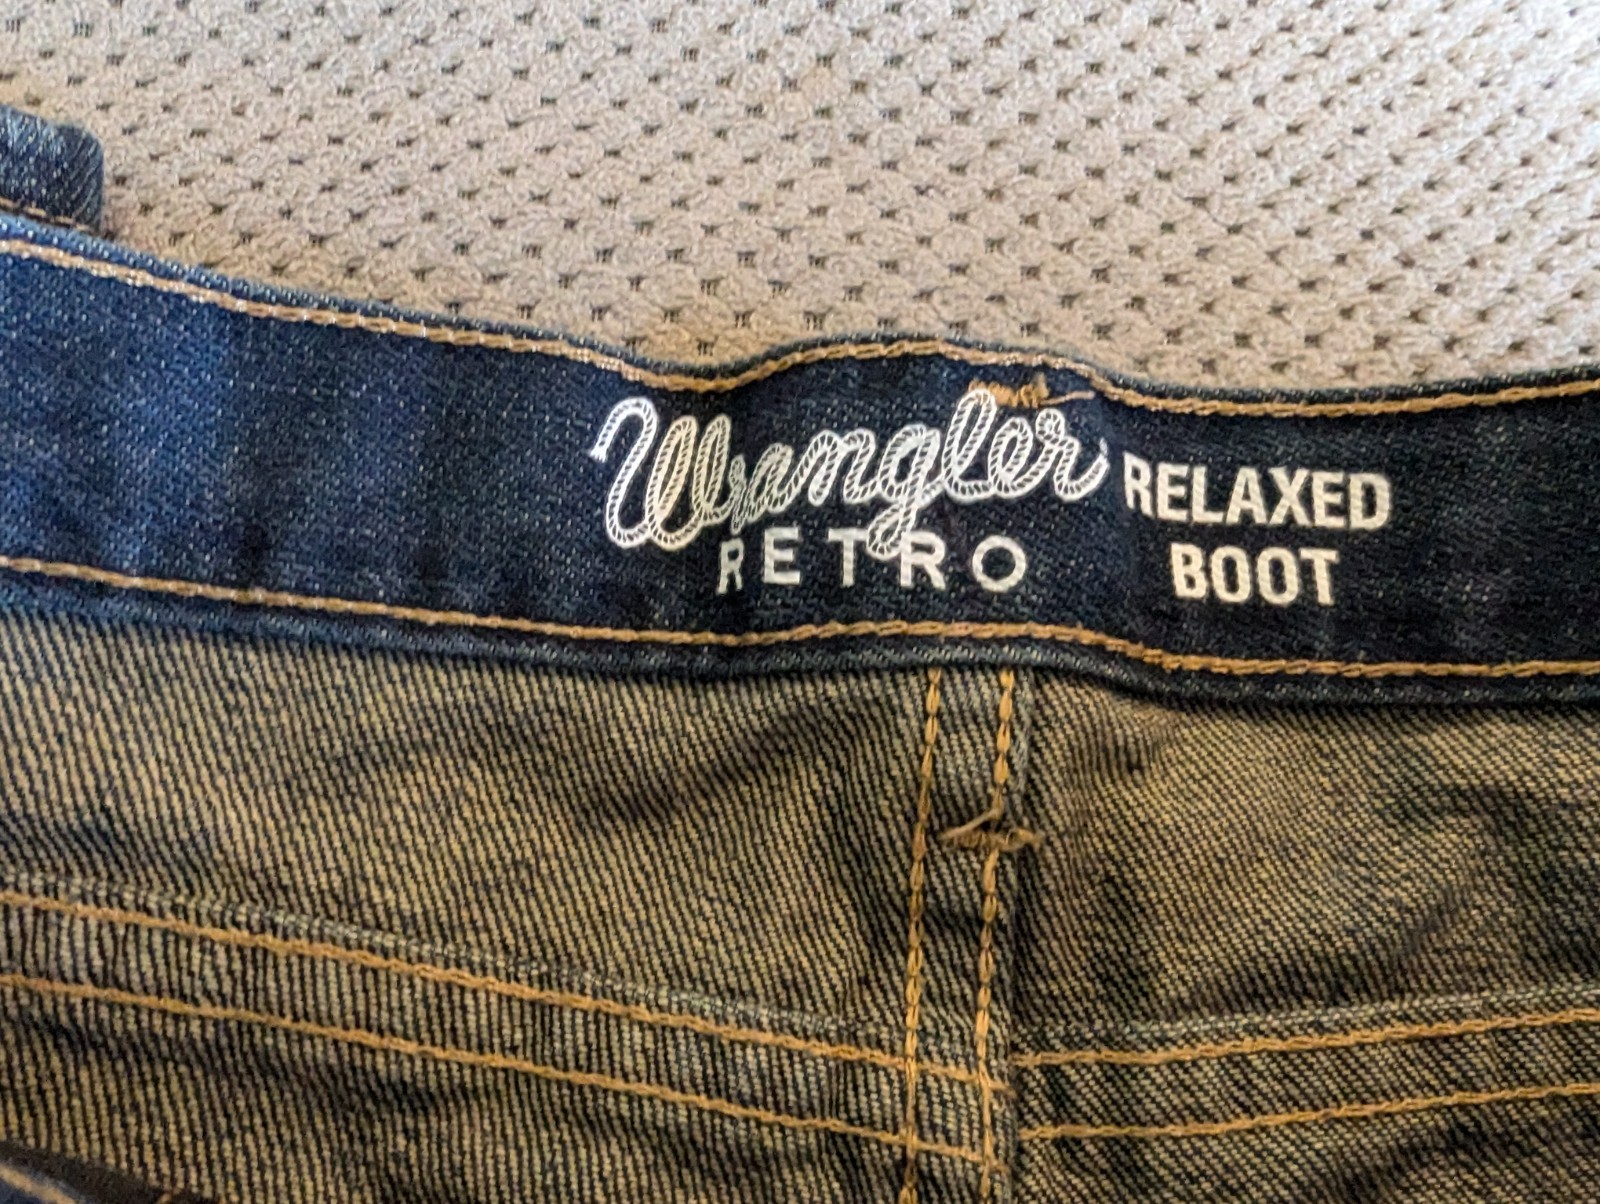 Wrangler
RETRO
RELAXED
BOOT